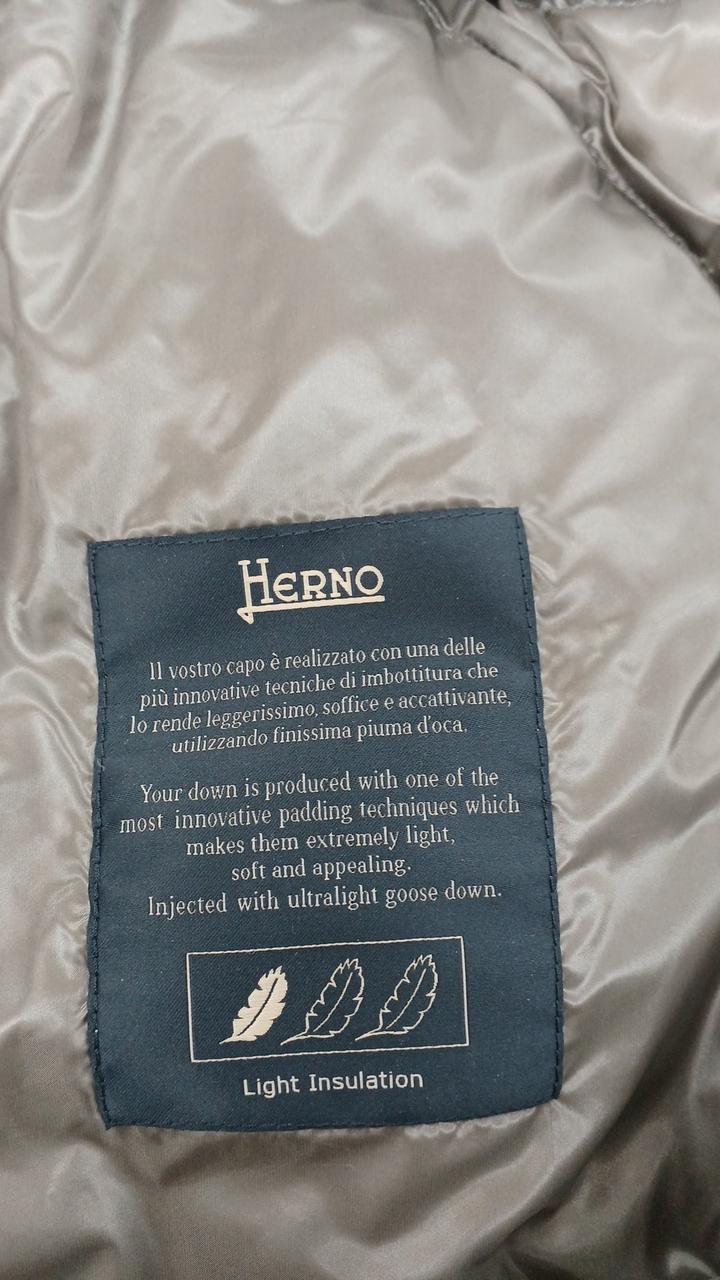 HERNO
Il vostro capo è realizzato con una delle
più innovative tecniche di imbottitura che
lo rende leggerissimo, soffice e accattivante,
utilizzando finissima piuma d'oca.
Your down is produced with one of the
most innovative padding techniques which
makes them extremely light,
soft and appealing.
Injected with ultralight goose down.
Light Insulation